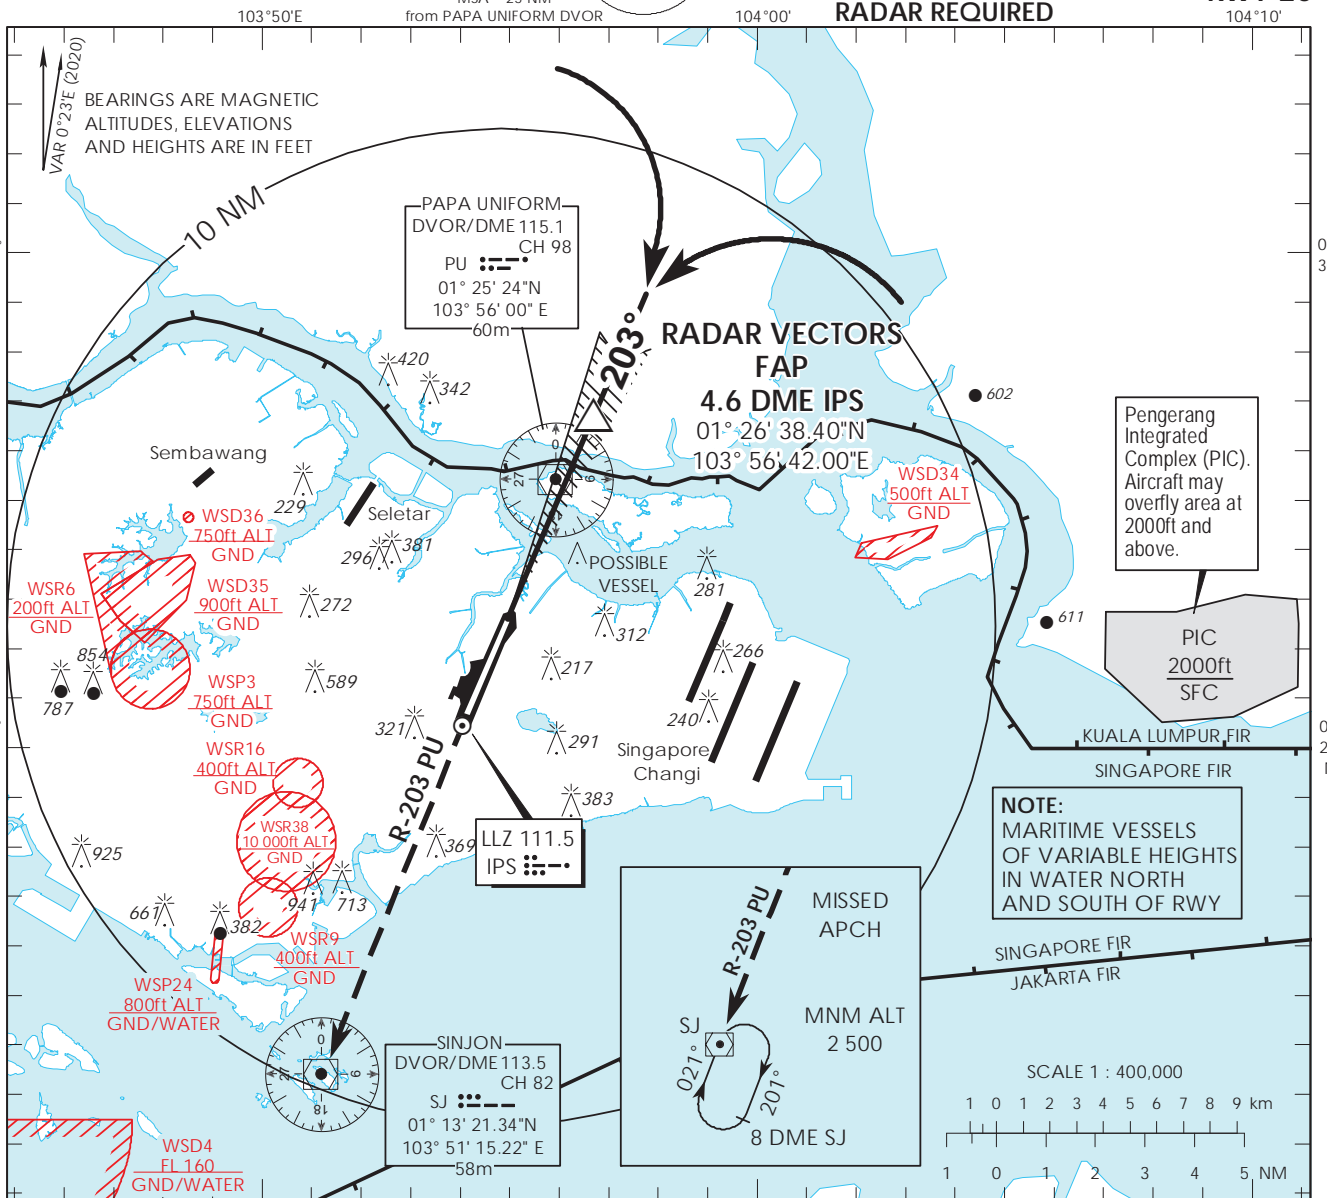 from PAPA UNIFORM DVOR
RADAR REQUIRED
103°50'E
104°00'
104°10'
VAR 0°23'E (2020)
BEARINGS ARE MAGNETIC
ALTITUDES, ELEVATIONS
AND HEIGHTS ARE IN FEET
10 NM
PAPA UNIFORM
DVOR/DME 115.1
CH 98
PU
01° 25' 24"N
103° 56' 00" E
60m
203°
RADAR VECTORS
FAP
4.6 DME IPS
01° 26' 38.40"N
103° 56' 42.00"E
0
3
420
342
602
Pengerang
Integrated
Complex (PIC).
Aircraft may
overfly area at
2000ft and
above.
Sembawang
229
Seletar
0
9
27
WSD34
500ft ALT
GND
WSD36
750ft ALT
GND
296
381
POSSIBLE
VESSEL
281
WSR6
200ft ALT
GND
WSD35
900ft ALT
GND
272
312
611
PIC
2000ft
SFC
854
787
WSP3
750ft ALT
GND
589
217
266
321
240
291
Singapore
Changi
KUALA LUMPUR FIR
SINGAPORE FIR
0
2
WSR16
400ft ALT
GND
R-203 PU
383
WSR38
10 000ft ALT
GND
LLZ 111.5
IPS
369
925
941
713
661
382
NOTE:
MARITIME VESSELS
OF VARIABLE HEIGHTS
IN WATER NORTH
AND SOUTH OF RWY
WSR9
400ft ALT
GND
WSP24
800ft ALT
GND/WATER
SINGAPORE FIR
JAKARTA FIR
MISSED
APCH
R-203 PU
MNM ALT
2 500
SJ
021°
201°
8 DME SJ
0
9
18
27
SINJON
DVOR/DME 113.5
CH 82
SJ
01° 13' 21.34"N
103° 51' 15.22" E
58m
WSD4
FL 160
GND/WATER
SCALE 1 : 400,000
1 0 1 2 3 4 5 6 7 8 9 km
1 0 1 2 3 4 5 NM